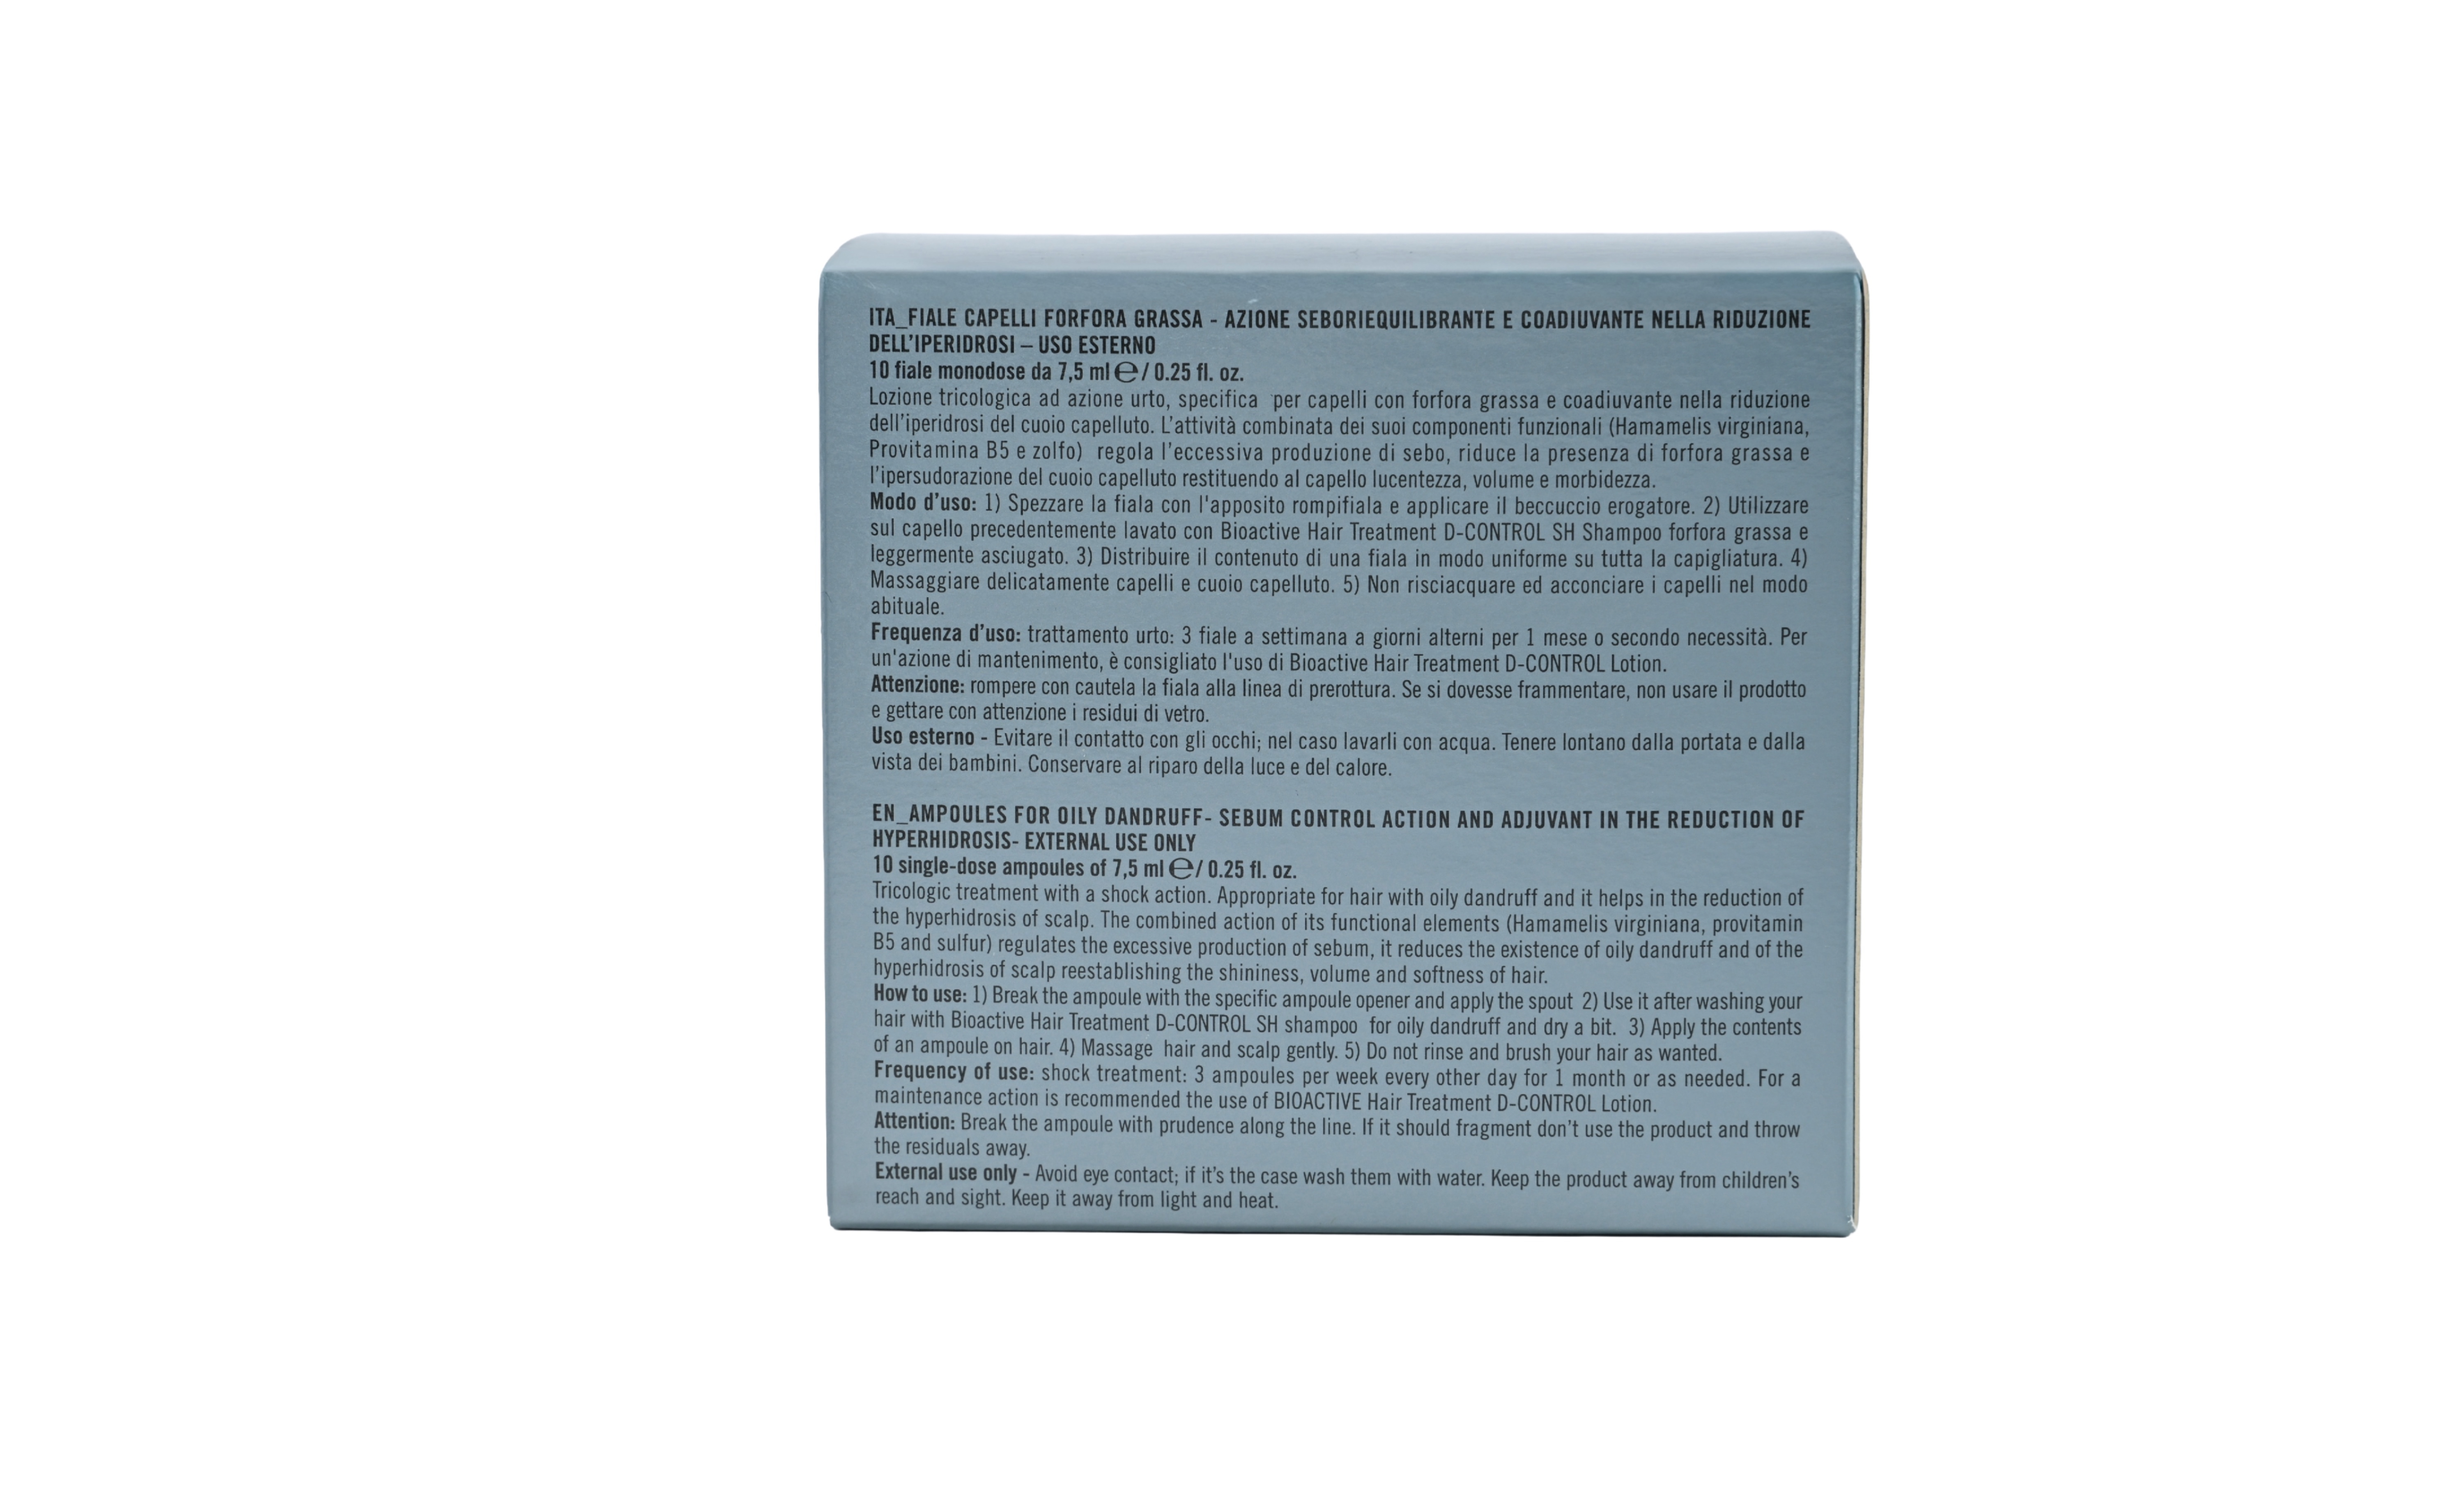 ITA_FIALE CAPELLI FORFORA GRASSA - AZIONE SEBORIEQUILIBRANTE E COADIUVANTE NELLA RIDUZIONE
DELL'IPERIDROSI – USO ESTERNO
10 fiale monodose da 7,5 ml ℮ / 0.25 fl. oz.
Lozione tricologica ad azione urto, specifica per capelli con forfora grassa e coadiuvante nella riduzione
dell'iperidrosi del cuoio capelluto. L'attività combinata dei suoi componenti funzionali (Hamamelis virginiana,
Provitamina B5 e zolfo) regola l'eccessiva produzione di sebo, riduce la presenza di forfora grassa e
l'ipersudorazione del cuoio capelluto restituendo al capello lucentezza, volume e morbidezza.
Modo d'uso: 1) Spezzare la fiala con l'apposito rompifiala e applicare il beccuccio erogatore. 2) Utilizzare
sul capello precedentemente lavato con Bioactive Hair Treatment D-CONTROL SH Shampoo forfora grassa e
leggermente asciugato. 3) Distribuire il contenuto di una fiala in modo uniforme su tutta la capigliatura. 4)
Massaggiare delicatamente capelli e cuoio capelluto. 5) Non risciacquare ed acconciare i capelli nel modo
abituale.
Frequenza d'uso: trattamento urto: 3 fiale a settimana a giorni alterni per 1 mese o secondo necessità. Per
un'azione di mantenimento, è consigliato l'uso di Bioactive Hair Treatment D-CONTROL Lotion.
Attenzione: rompere con cautela la fiala alla linea di prerottura. Se si dovesse frammentare, non usare il prodotto
e gettare con attenzione i residui di vetro.
Uso esterno - Evitare il contatto con gli occhi; nel caso lavarli con acqua. Tenere lontano dalla portata e dalla
vista dei bambini. Conservare al riparo della luce e del calore.
EN_AMPOULES FOR OILY DANDRUFF- SEBUM CONTROL ACTION AND ADJUVANT IN THE REDUCTION OF
HYPERHIDROSIS- EXTERNAL USE ONLY
10 single-dose ampoules of 7,5 ml ℮ / 0.25 fl. oz.
Tricologic treatment with a shock action. Appropriate for hair with oily dandruff and it helps in the reduction of
the hyperhidrosis of scalp. The combined action of its functional elements (Hamamelis virginiana, provitamin
B5 and sulfur) regulates the excessive production of sebum, it reduces the existence of oily dandruff and of the
hyperhidrosis of scalp reestablishing the shininess, volume and softness of hair.
How to use: 1) Break the ampoule with the specific ampoule opener and apply the spout 2) Use it after washing your
hair with Bioactive Hair Treatment D-CONTROL SH shampoo for oily dandruff and dry a bit. 3) Apply the contents
of an ampoule on hair. 4) Massage hair and scalp gently. 5) Do not rinse and brush your hair as wanted.
Frequency of use: shock treatment: 3 ampoules per week every other day for 1 month or as needed. For a
maintenance action is recommended the use of BIOACTIVE Hair Treatment D-CONTROL Lotion.
Attention: Break the ampoule with prudence along the line. If it should fragment don't use the product and throw
the residuals away.
External use only - Avoid eye contact; if it's the case wash them with water. Keep the product away from children's
reach and sight. Keep it away from light and heat.